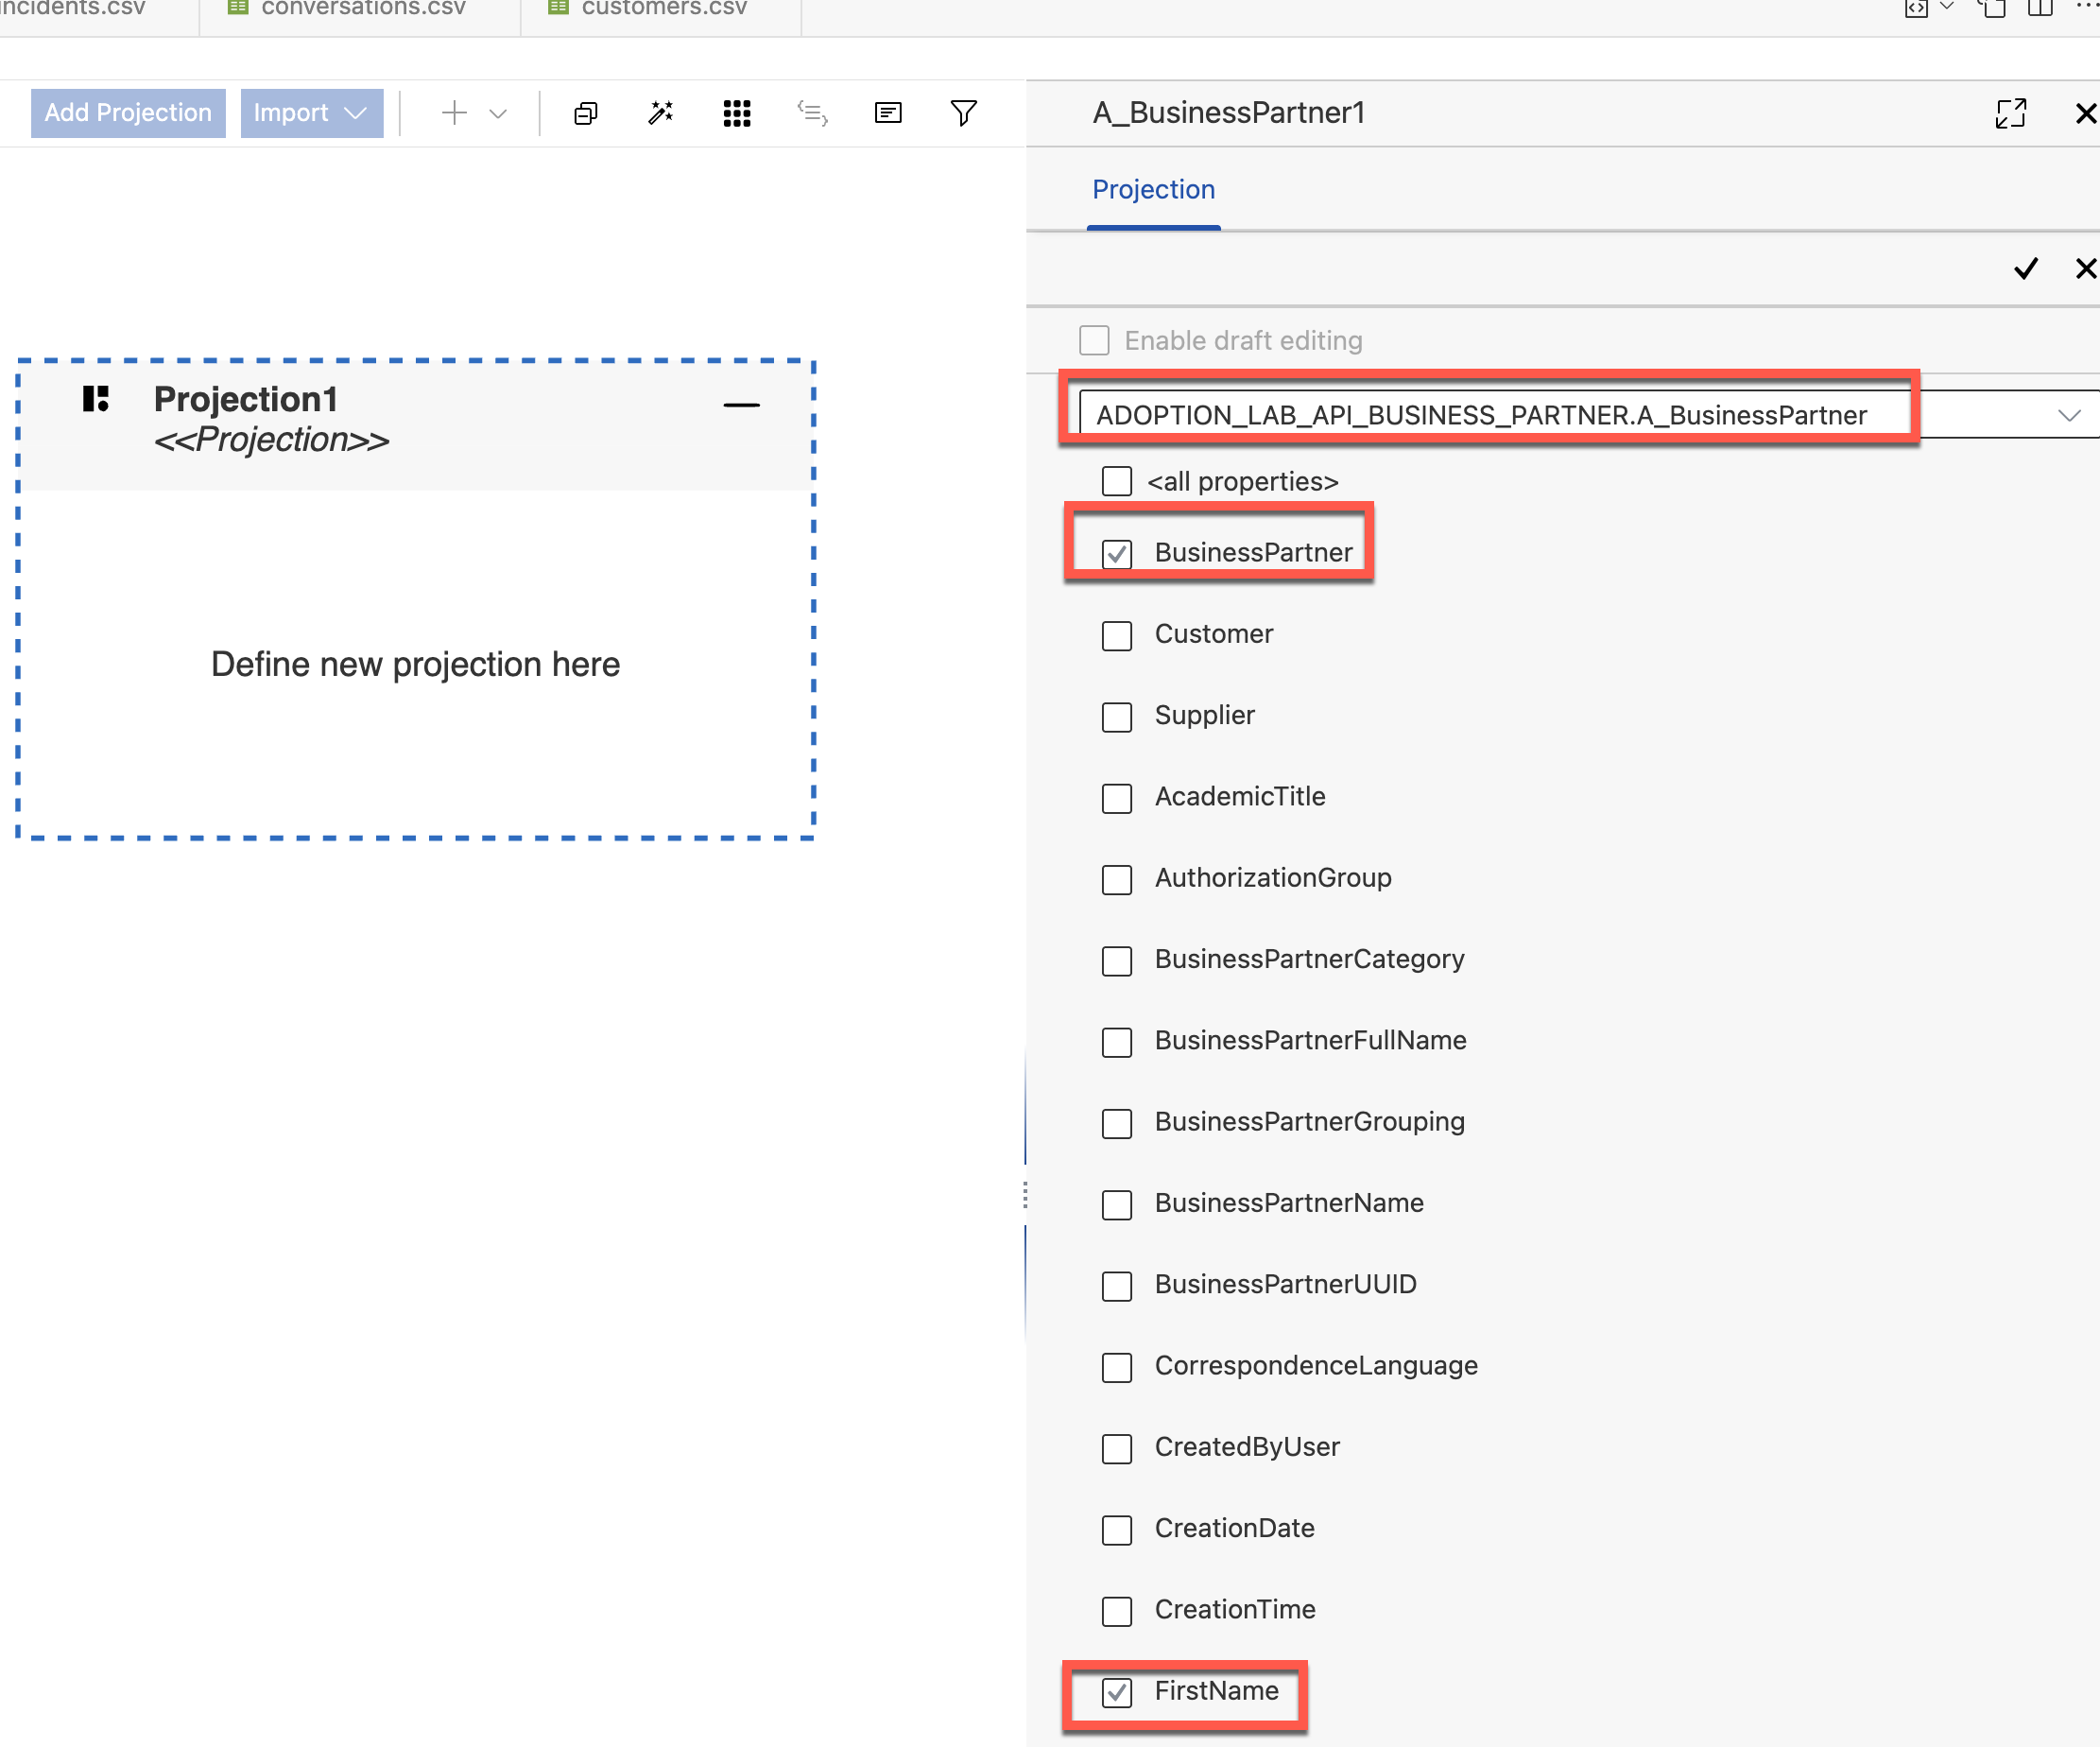 incidents.csv
conversations.csv
customers.csv
Add Projection
Import
A_BusinessPartner1
Projection
Enable draft editing
Projection1
<<Projection>>
Define new projection here
ADOPTION_LAB_API_BUSINESS_PARTNER.A_BusinessPartner
<all properties>
BusinessPartner
Customer
Supplier
AcademicTitle
AuthorizationGroup
BusinessPartnerCategory
BusinessPartnerFullName
BusinessPartnerGrouping
BusinessPartnerName
BusinessPartnerUUID
CorrespondenceLanguage
CreatedByUser
CreationDate
CreationTime
FirstName